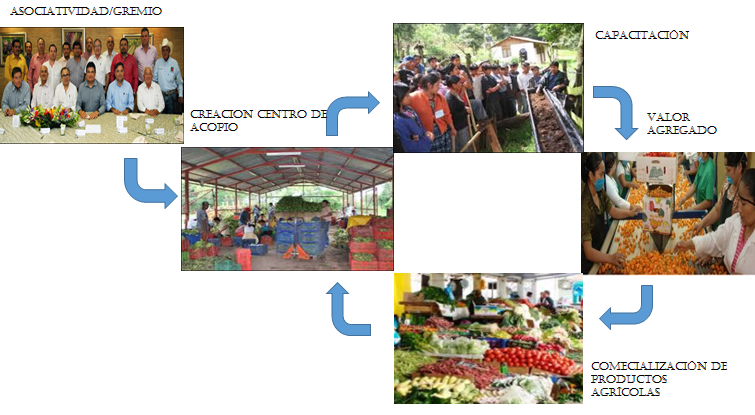 ASOCIATIVIDAD/GREMIO
CREACION CENTRO DE
ACOPIO
CAPACITACIÓN
VALOR
AGREGADO
COMECIALIZACIÓN DE
PRODUCTOS
AGRÍCOLAS